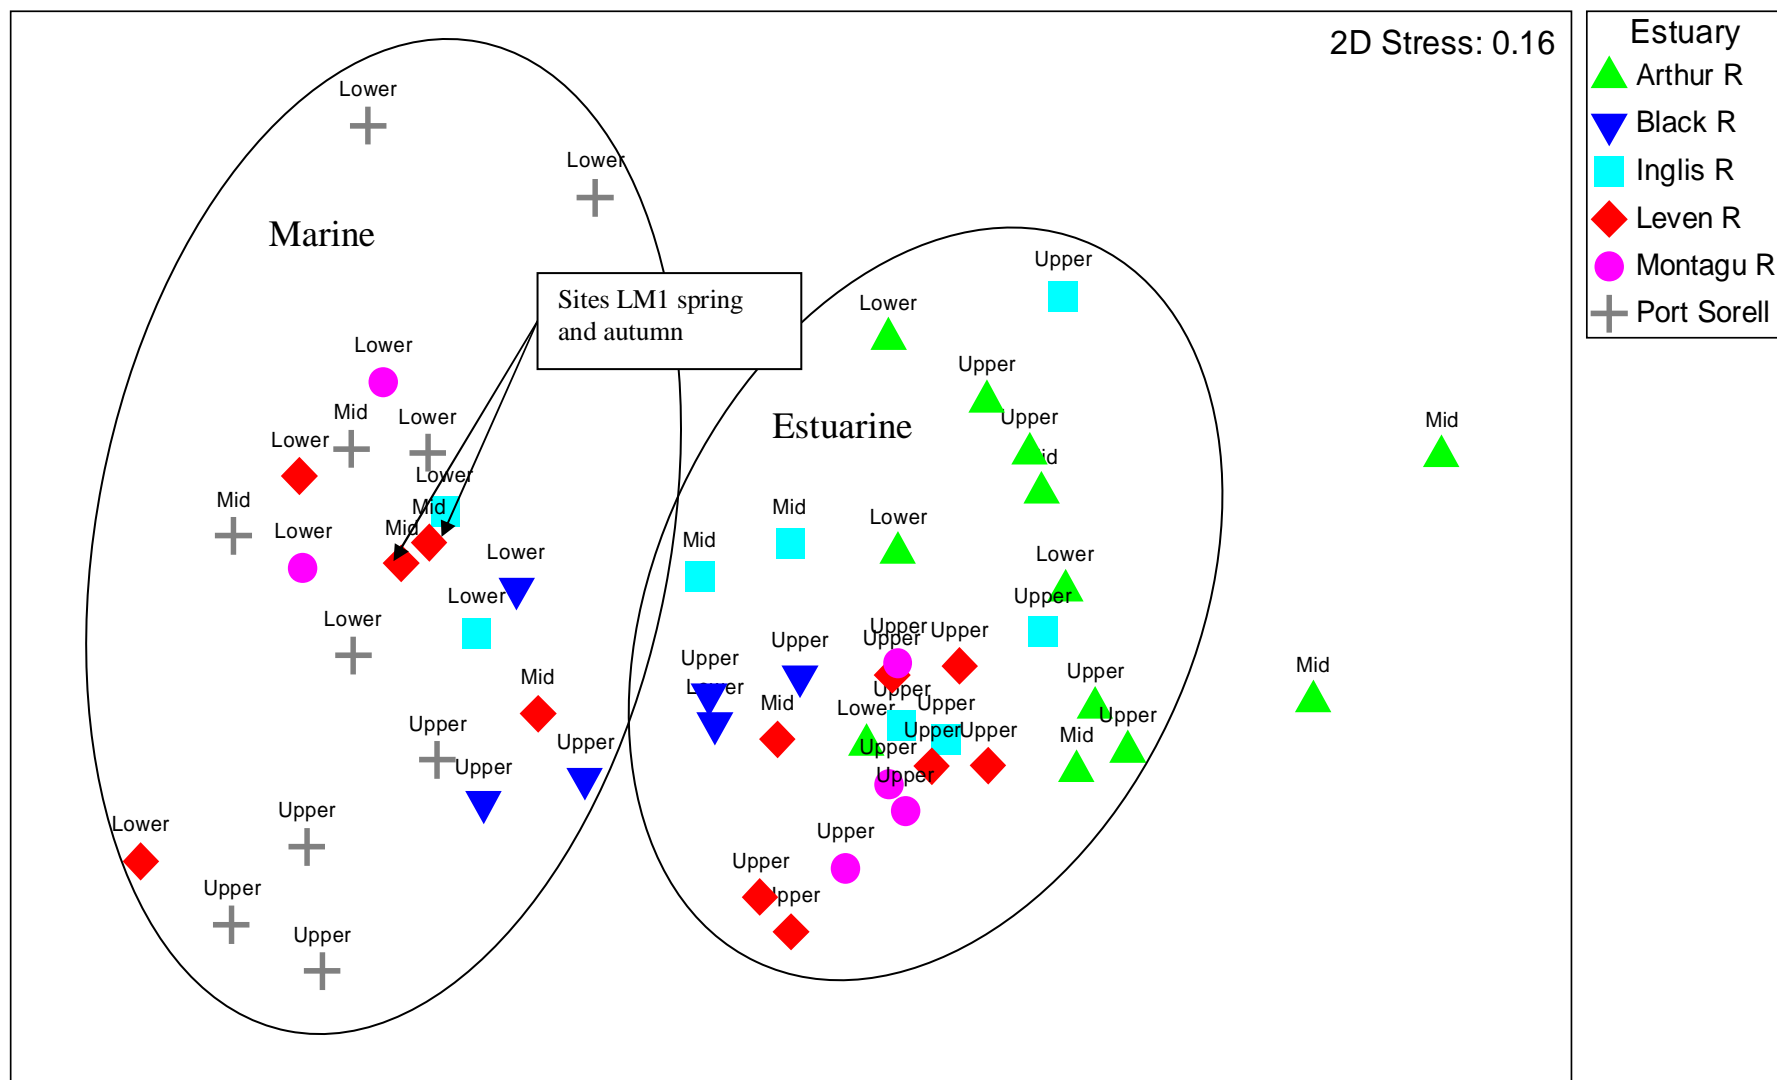 2D Stress: 0.16
Estuary
Arthur R
Black R
Inglis R
Leven R
Montagu R
Port Sorell
Lower
Lower
Marine
Sites LM1 spring
and autumn
Upper
Lower
Lower
Upper
Mid
Lower
Upper
Mid
Estuarine
Lower
Lower
Mid
Mid
Mid
Mid
Lower
Mid
Lower
Mid
Lower
Lower
Lower
Upper
Lower
Upper
Upper
Upper
Upper
Upper
Lower
Mid
Upper
Mid
Mid
Upper
Lower
Upper
Upper
Upper
Upper
Upper
Mid
Upper
Upper
Upper
Upper
Upper
Lower
Upper
Upper
Upper
Upper